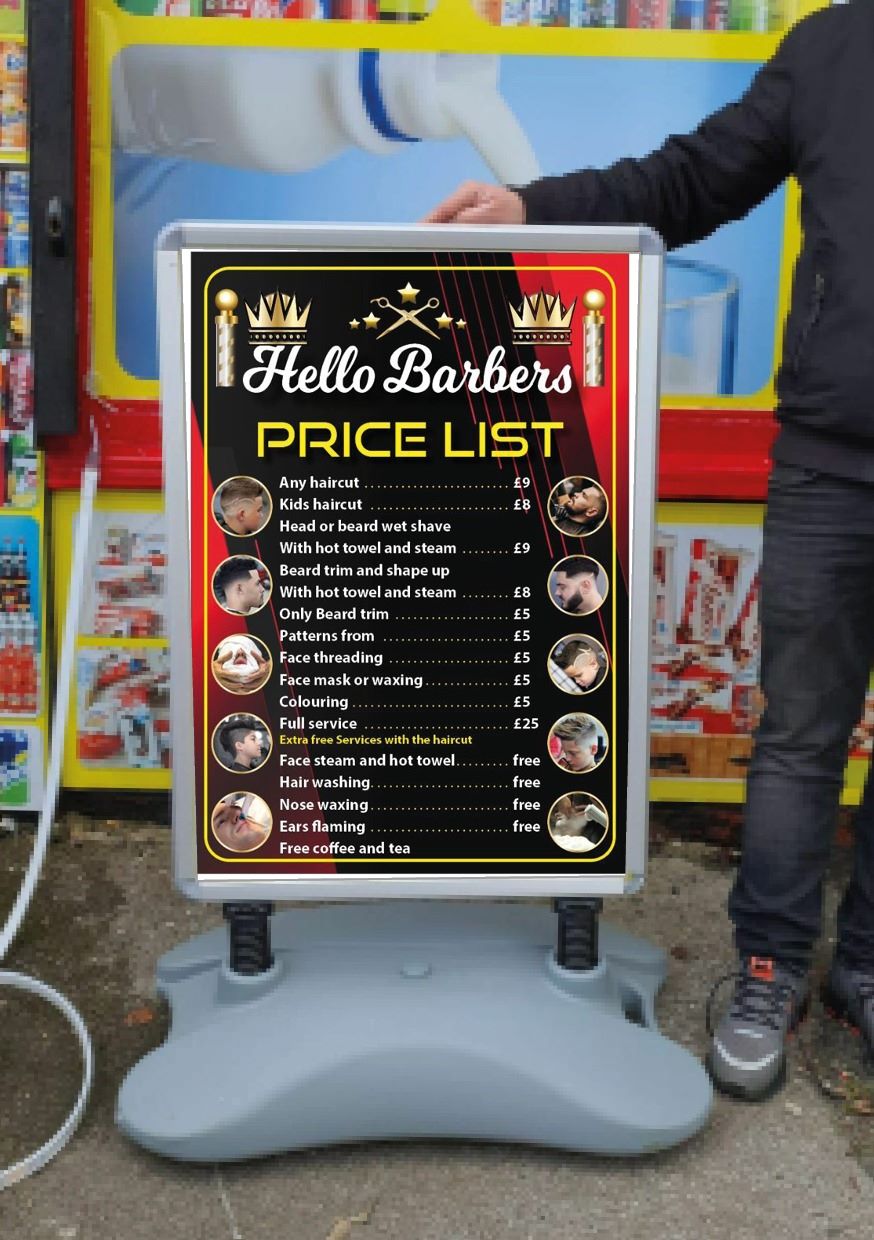 Hello Barbers
PRICE LIST
Any haircut ........................ £9
Kids haircut ....................... £8
Head or beard wet shave
With hot towel and steam ........ £9
Beard trim and shape up
With hot towel and steam ........ £8
Only Beard trim .................... £5
Patterns from ..................... £5
Face threading .................... £5
Face mask or waxing.............. £5
Colouring .......................... £5
Full service ........................ £25
Extra free Services with the haircut
Face steam and hot towel......... free
Hair washing....................... free
Nose waxing....................... free
Ears flaming ....................... free
Free coffee and tea